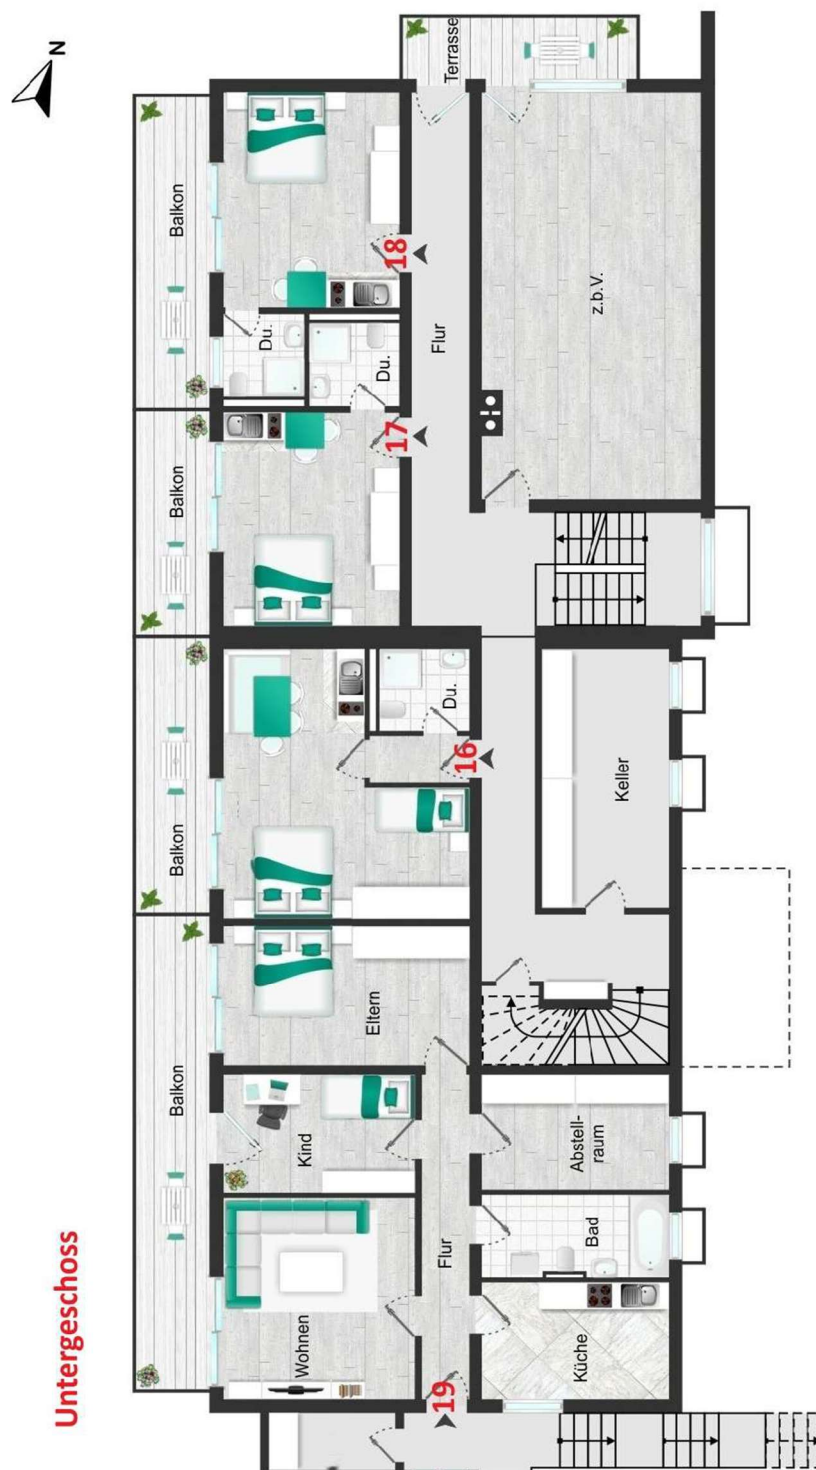 Untergeschoss
N
Terrasse
Balkon
18
Du.
Du.
Flur
z.b.V.
17
Balkon
Du.
16
Balkon
Keller
Eltern
Balkon
Kind
Abstell-
raum
Wohnen
Flur
Bad
Küche
19